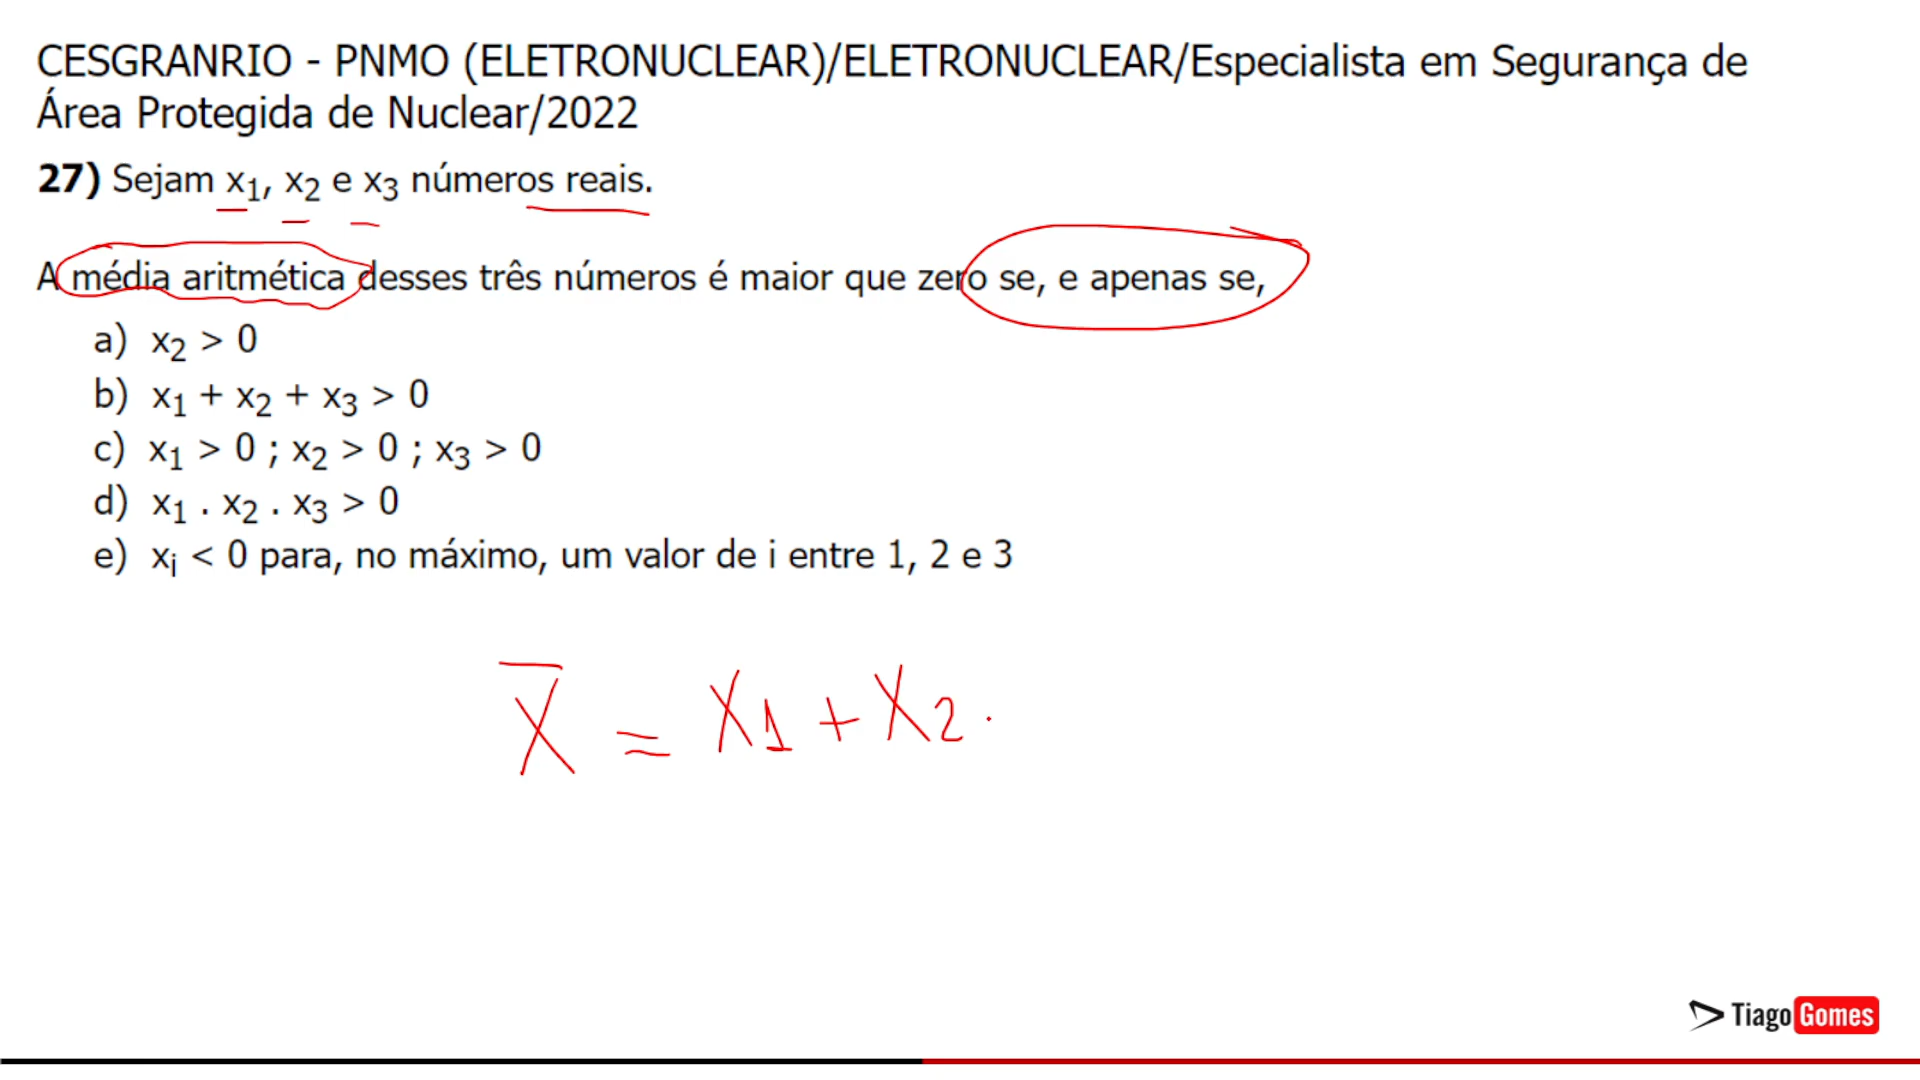 CESGRANRIO - PNMO (ELETRONUCLEAR)/ELETRONUCLEAR/Especialista em Segurança de
Área Protegida de Nuclear/2022
27) Sejam x₁, x₂ e x₃ números reais.
A média aritmética desses três números é maior que zero se, e apenas se,
a) x₂ > 0
b) x₁ + x₂ + x₃ > 0
c) x₁ > 0 ; x₂ > 0 ; x₃ > 0
d) x₁ . x₂ . x₃ > 0
e) xᵢ < 0 para, no máximo, um valor de i entre 1, 2 e 3
X̅ = X₁ + X₂
Tiago Gomes